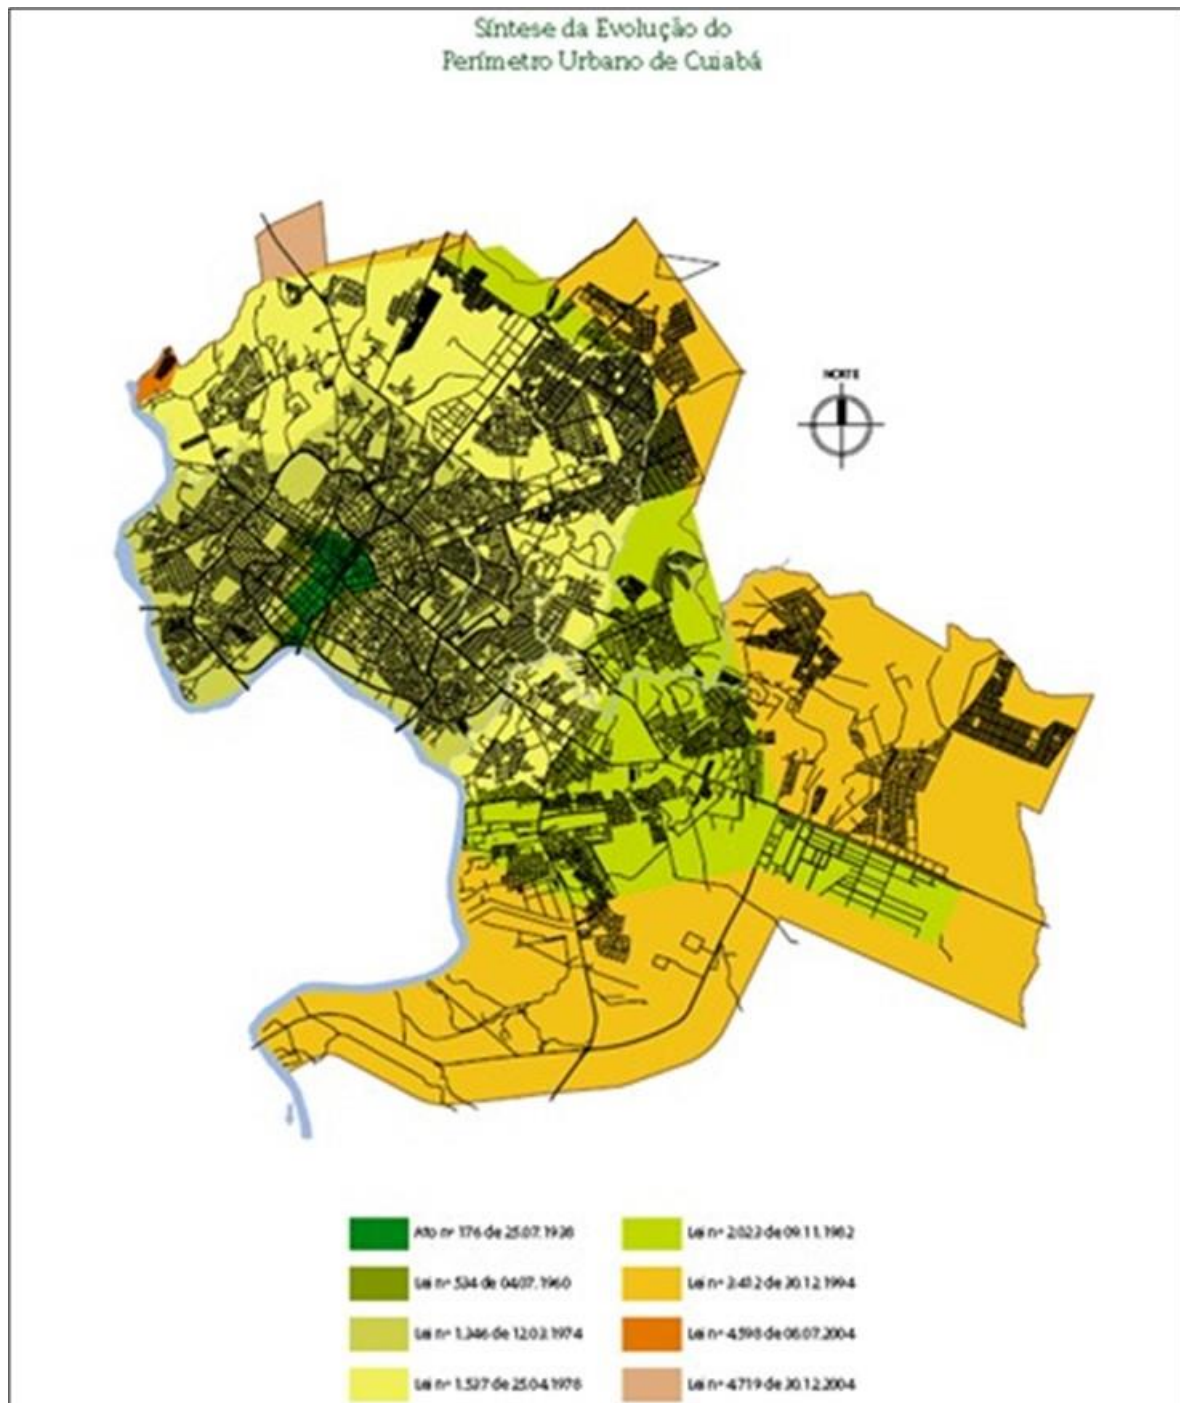 Síntese da Evolução do
Perímetro Urbano de Cuiabá
NORTE
Ato nº 176 de 25.07.1938
Lei nº 534 de 04.07.1960
Lei nº 1.346 de 12.03.1974
Lei nº 1.537 de 25.04.1978
Lei nº 2.023 de 09.11.1982
Lei nº 3.412 de 30.12.1994
Lei nº 4.598 de 08.07.2004
Lei nº 4.719 de 30.12.2004